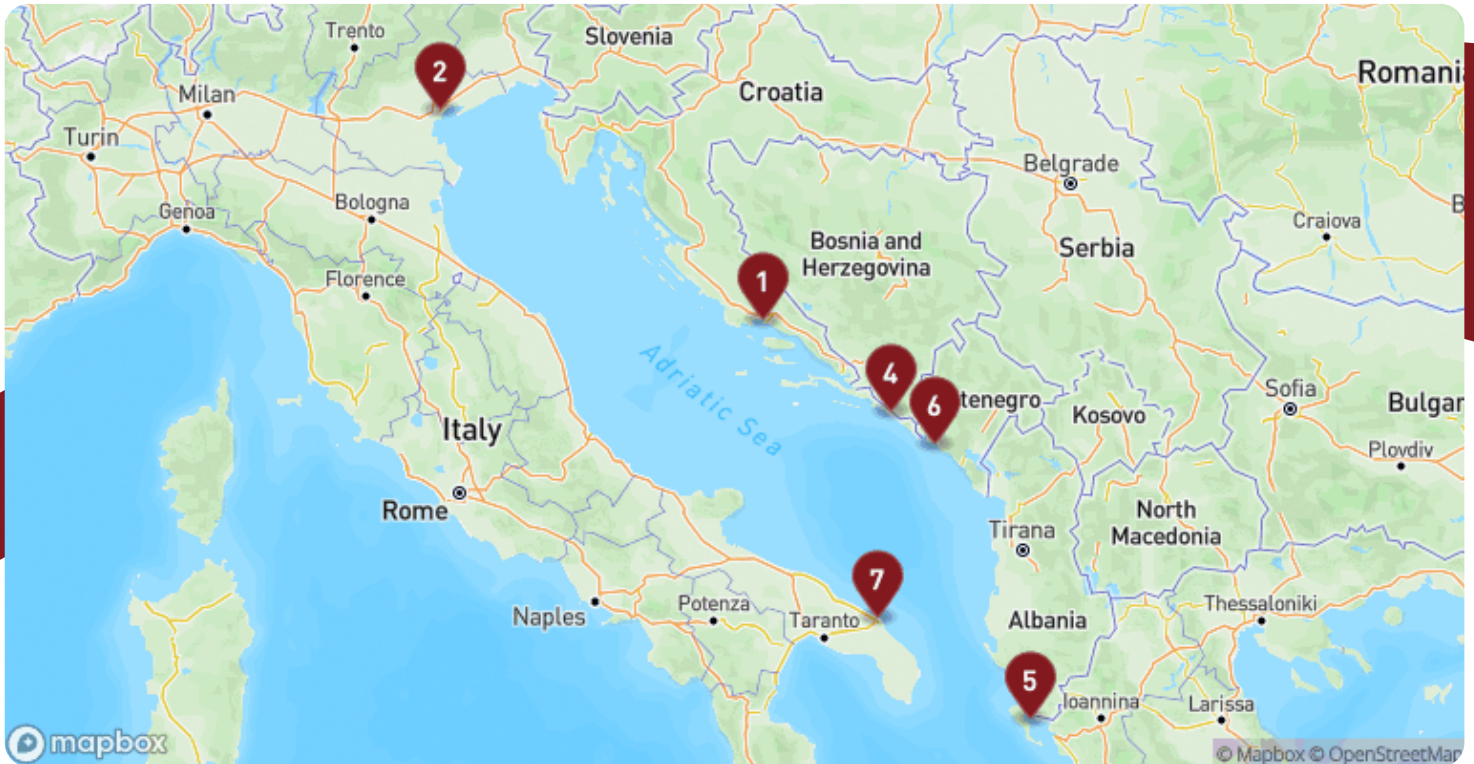 Trento
Slovenia
Romani
2
Croatia
Milan
Turin
Belgrade
Genoa
Bologna
Craiova
B
Bosnia and
Herzegovina
Serbia
Florence
1
Adriatic Sea
4
6
tenegro
Kosovo
Sofia
Bulgar
Italy
Plovdiv
Rome
North
Macedonia
Tirana
7
Naples
Potenza
Taranto
Albania
Thessaloniki
5
Ioannina
Larissa
mapbox
© Mapbox © OpenStreetMap